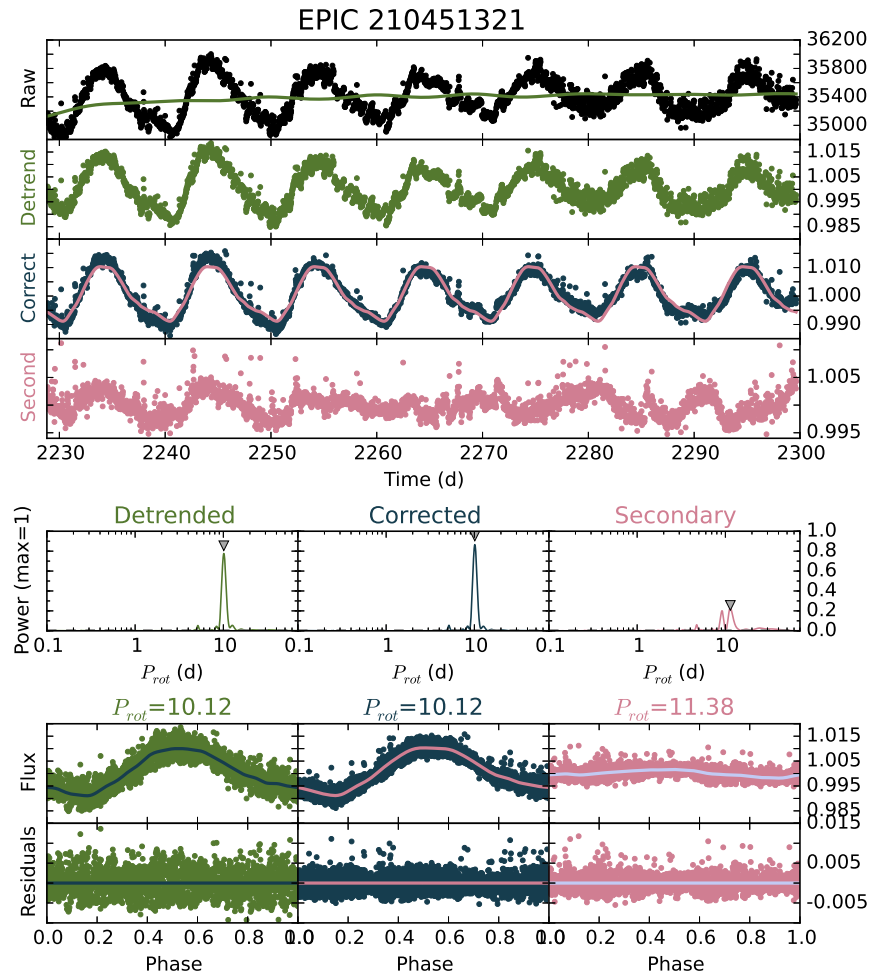 EPIC 210451321
Raw
36200
35800
35400
35000
Detrend
1.015
1.005
0.995
0.985
Correct
1.010
1.000
0.990
Second
1.005
0.995
2230 2240 2250 2260 2270 2280 2290 2300
Time (d)
Detrended Corrected Secondary
Power (max=1)
1.0
0.8
0.6
0.4
0.2
0.0
0.1 1 10 0.1 1 10 0.1 1 10
P_rot (d) P_rot (d) P_rot (d)
P_rot=10.12 P_rot=10.12 P_rot=11.38
Flux
1.015
1.005
0.995
0.985
Residuals
0.015
0.005
-0.005
0.0 0.2 0.4 0.6 0.8 1.0 0.0 0.2 0.4 0.6 0.8 1.0 0.0 0.2 0.4 0.6 0.8 1.0
Phase Phase Phase